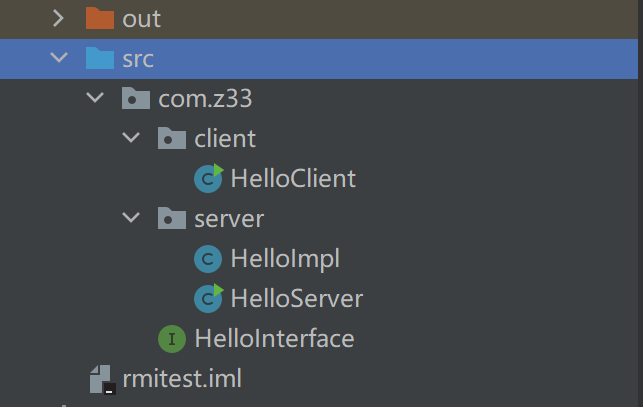 out
src
com.z33
client
HelloClient
server
HelloImpl
HelloServer
HelloInterface
rmitest.iml